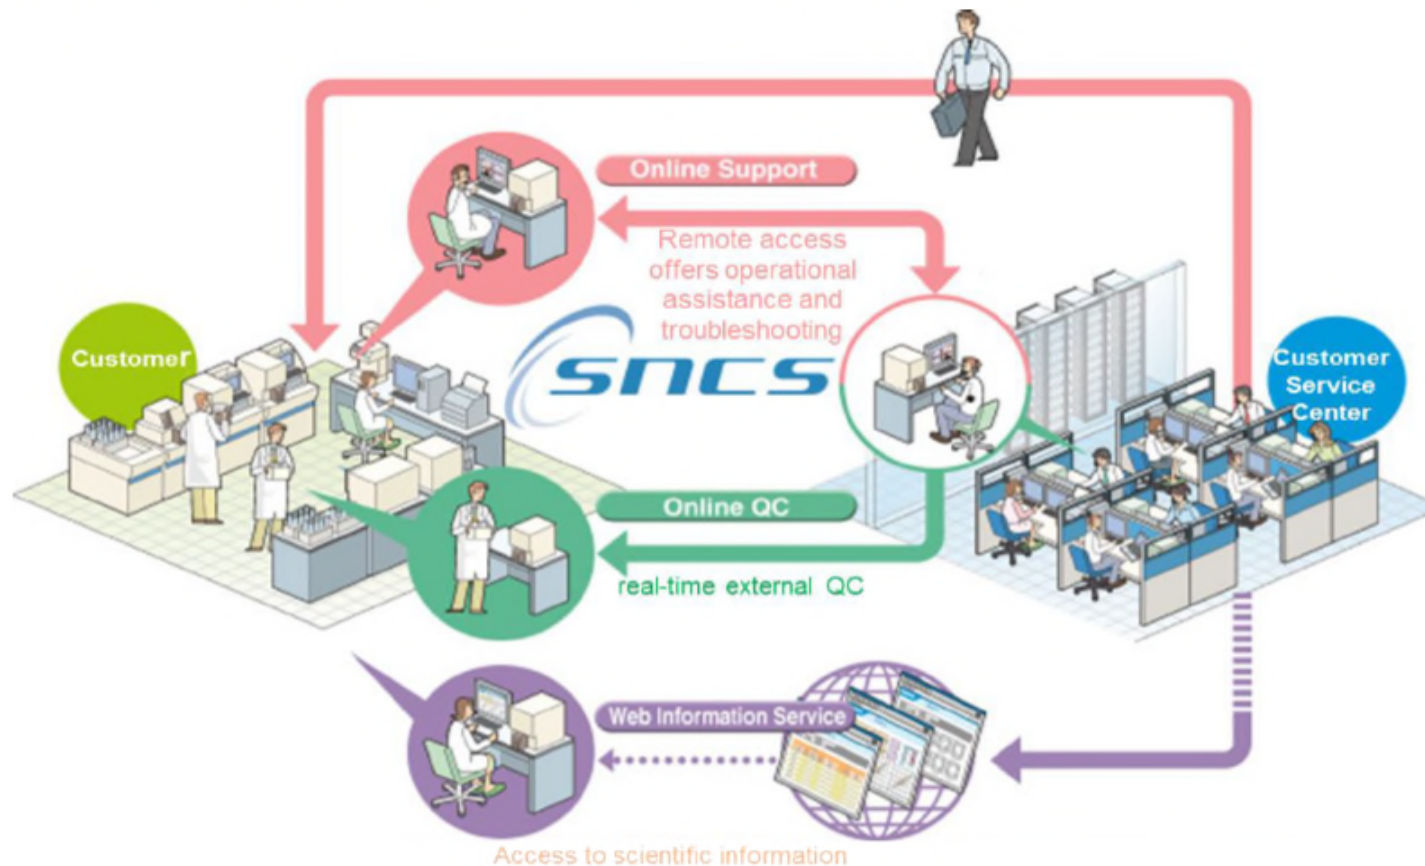 Online Support
Remote access
offers operational
assistance and
troubleshooting
Customer
sncs
Customer
Service
Center
Online QC
real-time external QC
Web Information Service
Access to scientific information